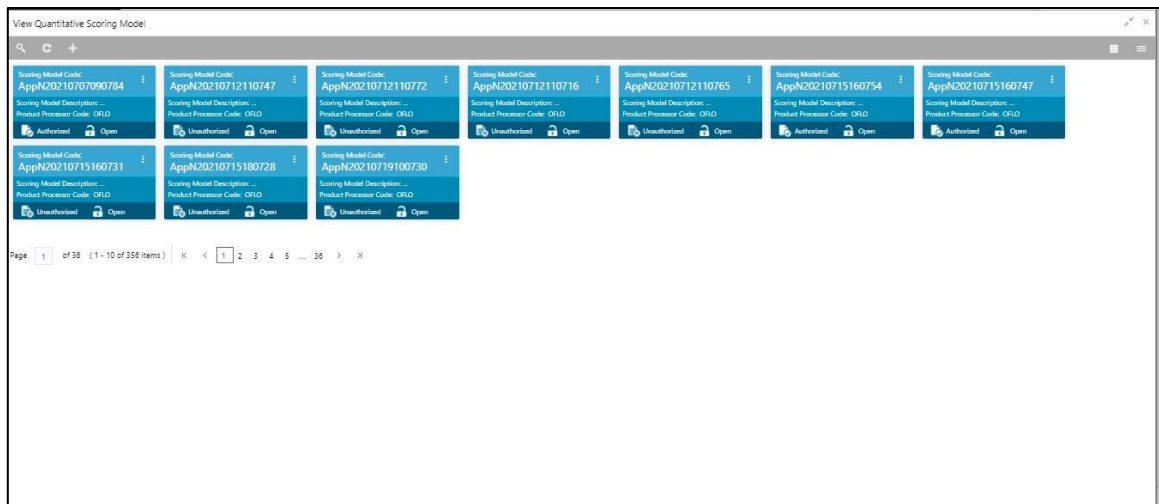 View Quantitative Scoring Model
Scoring Model Code:
AppN20210707090784
Scoring Model Description: ...
Product Processor Code: OFLO
Authorized Open
Scoring Model Code:
AppN20210712110747
Scoring Model Description: ...
Product Processor Code: OFLO
Unauthorized Open
Scoring Model Code:
AppN20210712110772
Scoring Model Description: ...
Product Processor Code: OFLO
Unauthorized Open
Scoring Model Code:
AppN20210712110716
Scoring Model Description: ...
Product Processor Code: OFLO
Unauthorized Open
Scoring Model Code:
AppN20210712110765
Scoring Model Description: ...
Product Processor Code: OFLO
Unauthorized Open
Scoring Model Code:
AppN20210715160754
Scoring Model Description: ...
Product Processor Code: OFLO
Authorized Open
Scoring Model Code:
AppN20210715160747
Scoring Model Description: ...
Product Processor Code: OFLO
Authorized Open
Scoring Model Code:
AppN20210715160731
Scoring Model Description: ...
Product Processor Code: OFLO
Unauthorized Open
Scoring Model Code:
AppN20210715180728
Scoring Model Description: ...
Product Processor Code: OFLO
Unauthorized Open
Scoring Model Code:
AppN20210719100730
Scoring Model Description: ...
Product Processor Code: OFLO
Unauthorized Open
Page 1 of 36 (1 - 10 of 356 items) 1 2 3 4 5 ... 36